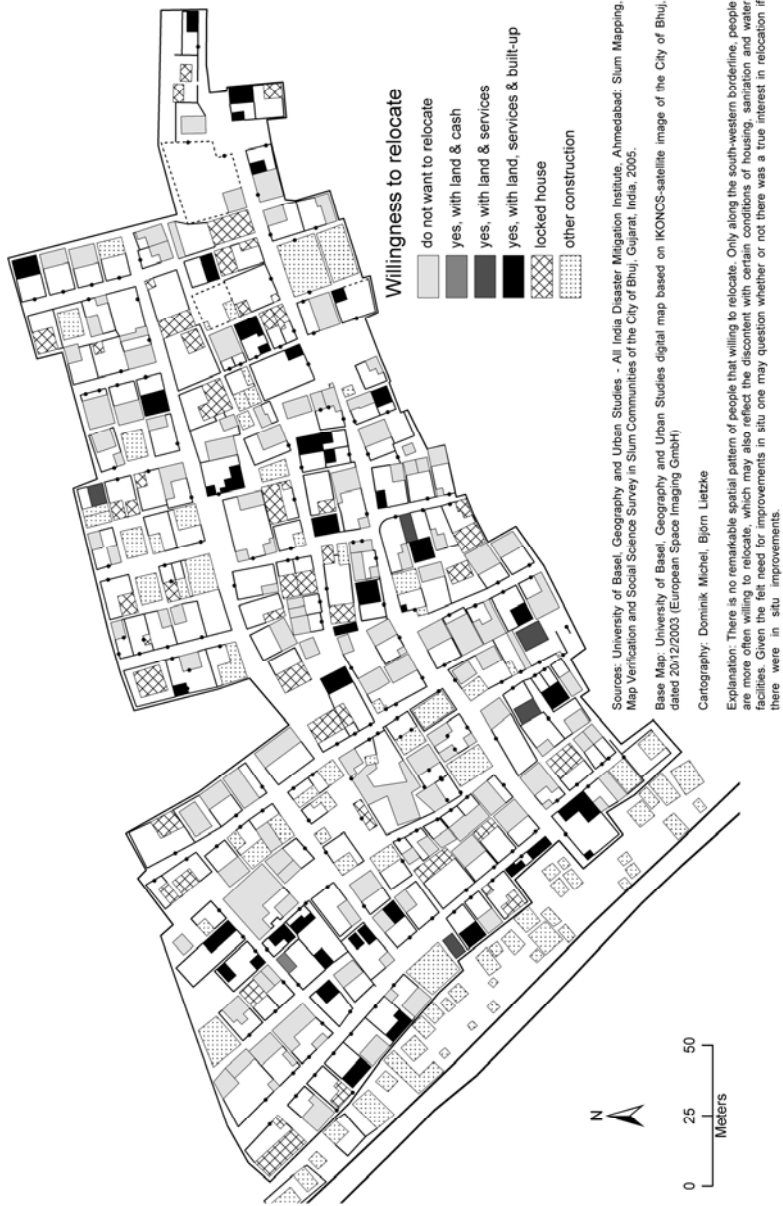 Willingness to relocate
do not want to relocate
yes, with land & cash
yes, with land & services
yes, with land, services & built-up
locked house
other construction
N
0 25 50
Meters
Sources: University of Basel, Geography and Urban Studies - All India Disaster Mitigation Institute, Ahmedabad: Slum Mapping,
Map Verification and Social Science Survey in Slum Communities of the City of Bhuj, Gujarat, India, 2005.
Base Map: University of Basel, Geography and Urban Studies digital map based on IKONOS-satellite image of the City of Bhuj,
dated 20/12/2003 (European Space Imaging GmbH)
Cartography: Dominik Michel, Björn Lietzke
Explanation: There is no remarkable spatial pattern of people that willing to relocate. Only along the south-western borderline, people
are more often willing to relocate, which may also reflect the discontent with certain conditions of housing, sanitation and water
facilities. Given the felt need for improvements in situ one may question whether or not there was a true interest in relocation if
there were in situ improvements.